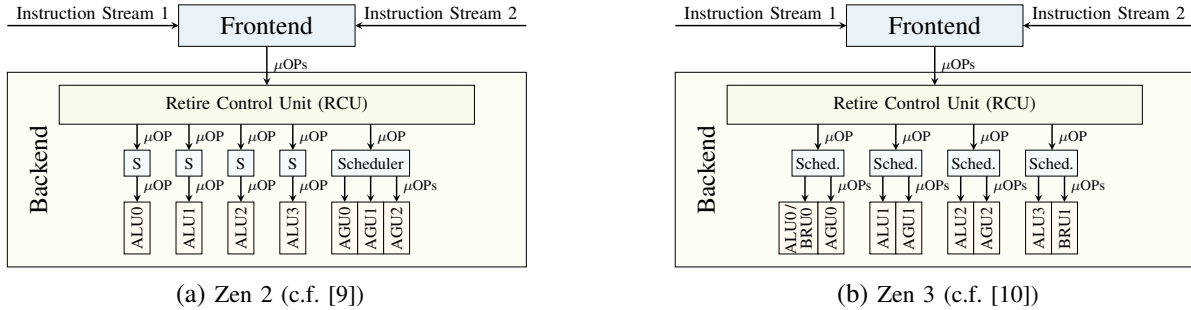 Instruction Stream 1
Frontend
Instruction Stream 2
μOPs
Backend
Retire Control Unit (RCU)
μOP μOP μOP μOP μOP
S S S S Scheduler
μOP μOP μOP μOP μOPs
ALU0 ALU1 ALU2 ALU3 AGU0 AGU1 AGU2
(a) Zen 2 (c.f. [9])
Instruction Stream 1
Frontend
Instruction Stream 2
μOPs
Backend
Retire Control Unit (RCU)
μOP μOP μOP μOP
Sched. Sched. Sched. Sched.
μOPs μOPs μOPs μOPs
ALU0/
BRU0
AGU0 ALU1 AGU1 ALU2 AGU2 ALU3 BRU1
(b) Zen 3 (c.f. [10])